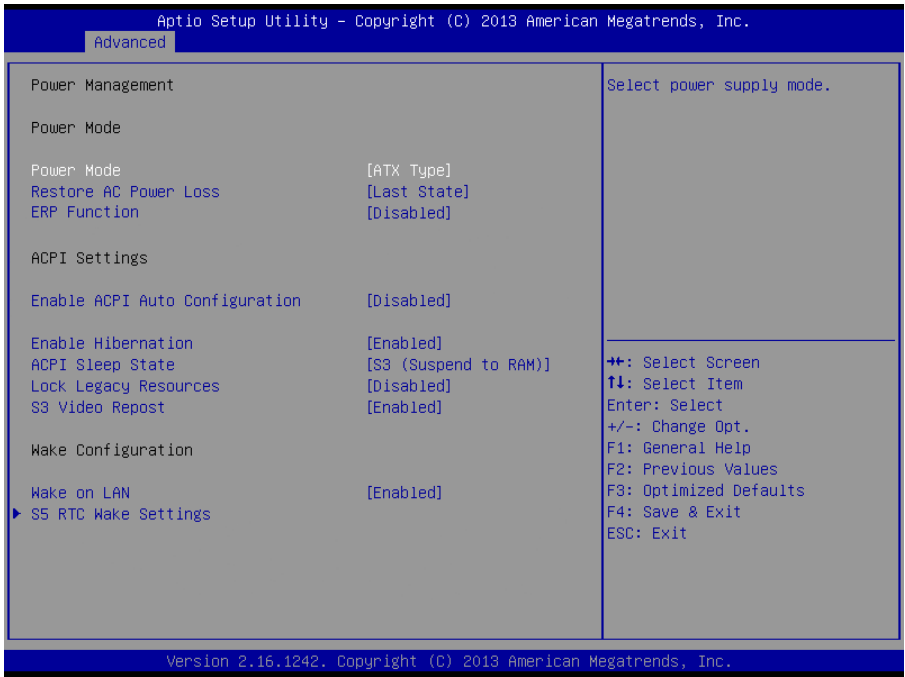 Aptio Setup Utility – Copyright (C) 2013 American Megatrends, Inc.
Advanced
Power Management
Power Mode
Power Mode [ATX Type]
Restore AC Power Loss [Last State]
ERP Function [Disabled]
ACPI Settings
Enable ACPI Auto Configuration [Disabled]
Enable Hibernation [Enabled]
ACPI Sleep State [S3 (Suspend to RAM)]
Lock Legacy Resources [Disabled]
S3 Video Repost [Enabled]
Wake Configuration
Wake on LAN [Enabled]
▶ S5 RTC Wake Settings
Select power supply mode.
→←: Select Screen
↑↓: Select Item
Enter: Select
+/-: Change Opt.
F1: General Help
F2: Previous Values
F3: Optimized Defaults
F4: Save & Exit
ESC: Exit
Version 2.16.1242. Copyright (C) 2013 American Megatrends, Inc.